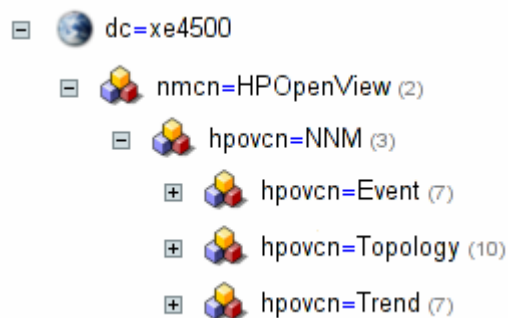 dc=xe4500
nmcn=HPOpenView (2)
hpovcn=NNM (3)
hpovcn=Event (7)
hpovcn=Topology (10)
hpovcn=Trend (7)